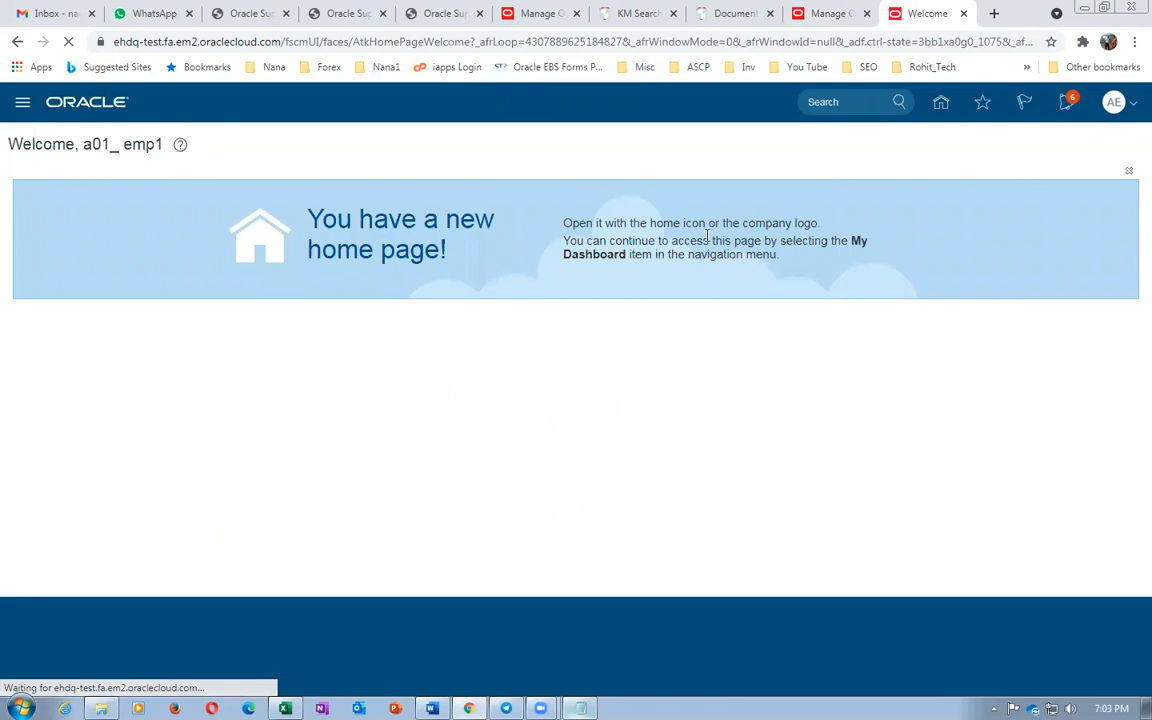 Inbox - na
WhatsApp
Oracle Sup
Oracle Sup
Oracle Sup
Manage O
KM Search
Document
Manage O
Welcome
ehdq-test.fa.em2.oraclecloud.com/fscmUI/faces/AtkHomePageWelcome?_afrLoop=43078896251848278&_afrWindowMode=0&_afrWindowId=null&_adf.ctrl-state=3bb1xa0g0_1075&_af...
Apps
Suggested Sites
Bookmarks
Nana
Forex
Nana1
iapps Login
Oracle EBS Forms P...
Misc
ASCP
Inv
You Tube
SEO
Rohit_Tech
»
Other bookmarks
ORACLE
Search
6
AE
Welcome, a01_ emp1
You have a new
home page!
Open it with the home icon or the company logo.
You can continue to access this page by selecting the My
Dashboard item in the navigation menu.
Waiting for ehdq-test.fa.em2.oraclecloud.com...
7:03 PM